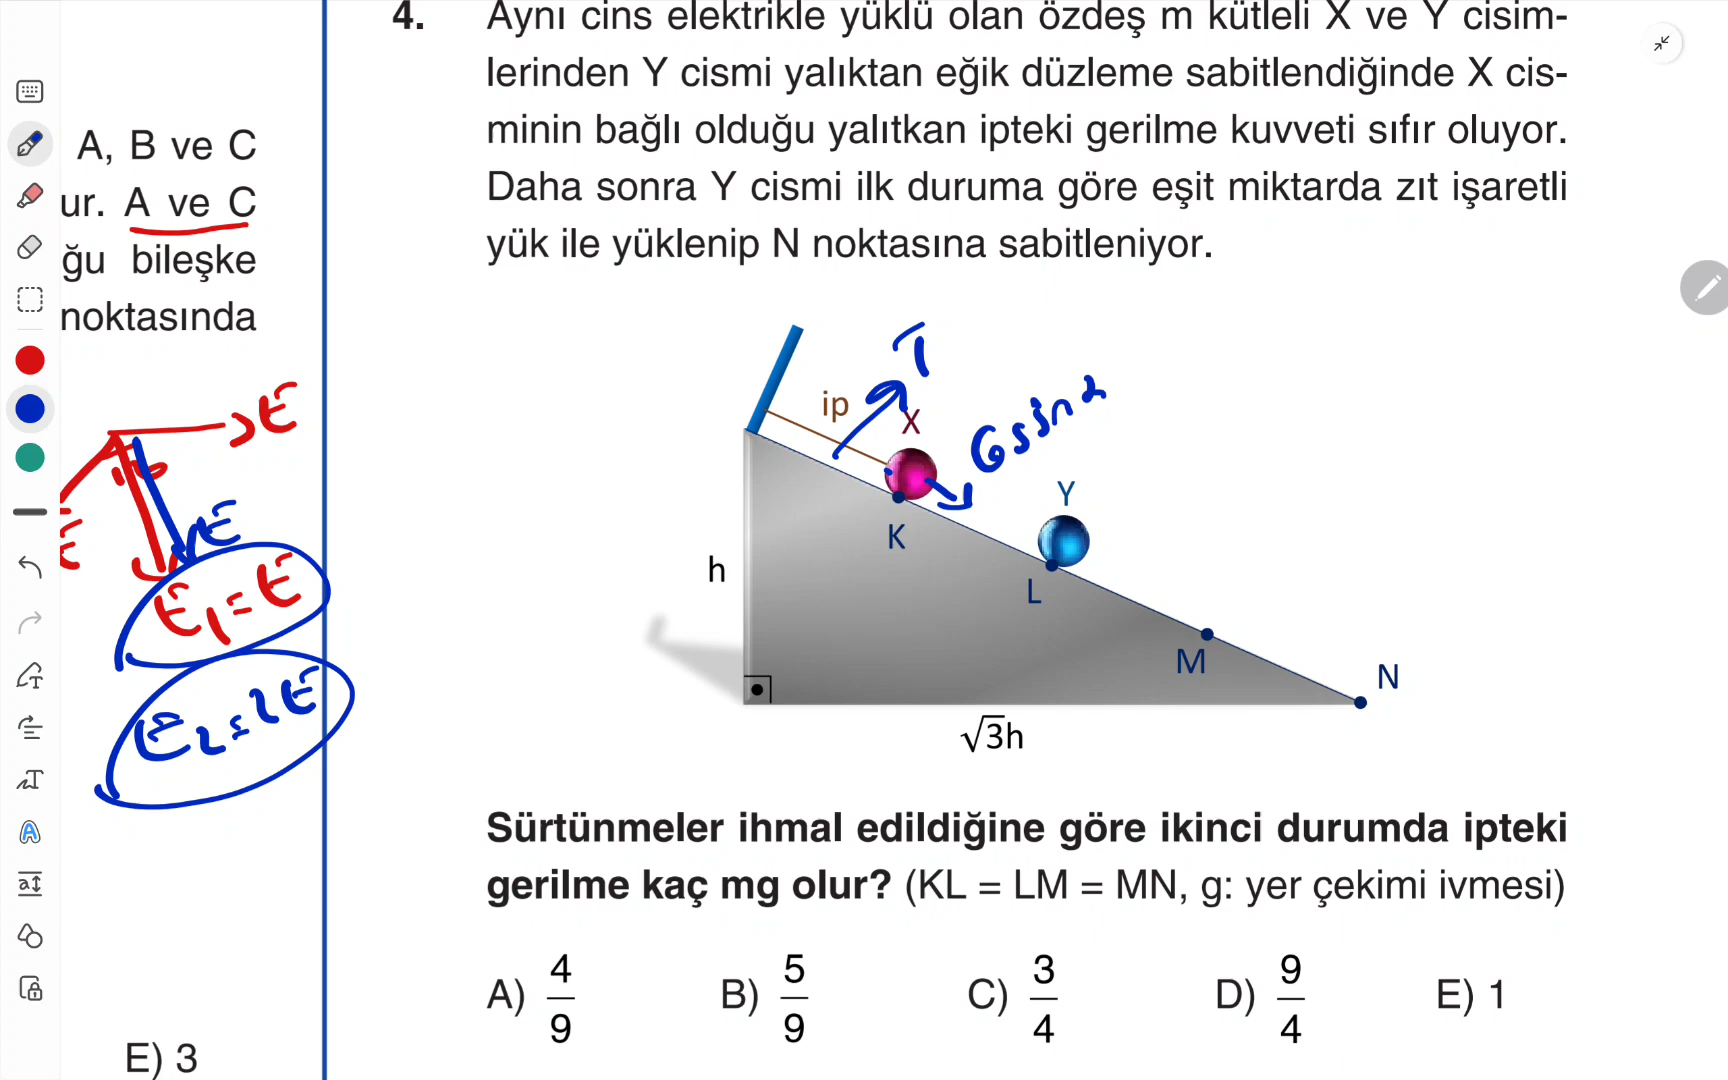 4. Aynı cins elektrikle yüklü olan özdeş m kütleli X ve Y cisim-
lerinden Y cismi yalıktan eğik düzleme sabitlendiğinde X cis-
minin bağlı olduğu yalıtkan ipteki gerilme kuvveti sıfır oluyor.
Daha sonra Y cismi ilk duruma göre eşit miktarda zıt işaretli
yük ile yüklenip N noktasına sabitleniyor.
A, B ve C
ur. A ve C
ğu bileşke
noktasında
E
E
E
E₁ = E
E₂ = 2E
E) 3
T
ip
X
Gsinα
Y
K
h
L
M
N
√3h
Sürtünmeler ihmal edildiğine göre ikinci durumda ipteki
gerilme kaç mg olur? (KL = LM = MN, g: yer çekimi ivmesi)
A) 4/9 B) 5/9 C) 3/4 D) 9/4 E) 1